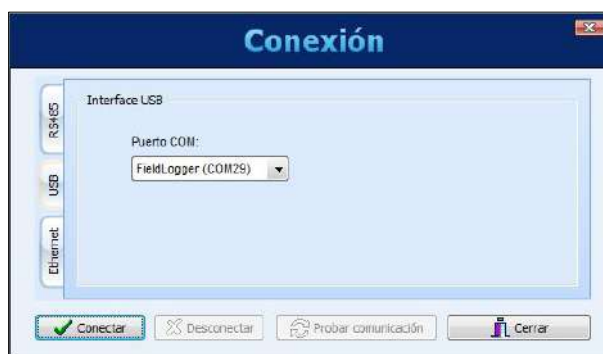 Conexión
RS485
USB
Ethernet
Interface USB
Puerto COM:
FieldLogger (COM29)
Conectar
Desconectar
Probar comunicación
Cerrar